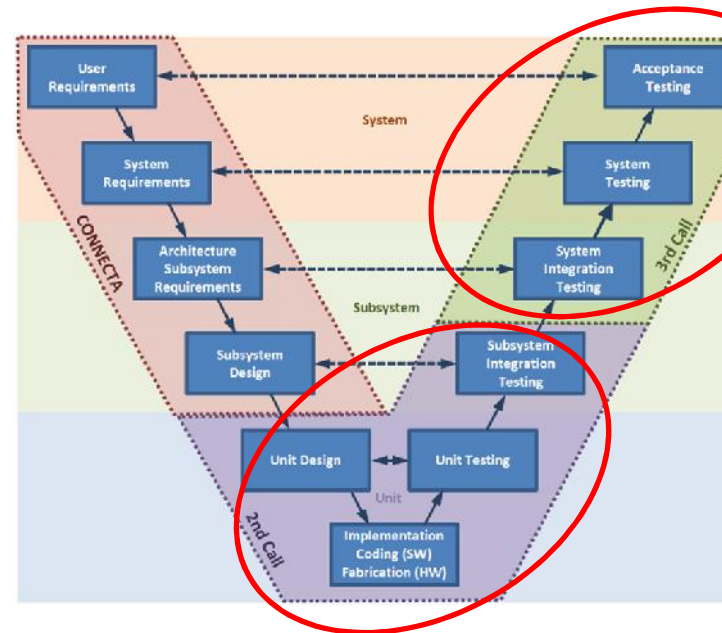 User
Requirements
Acceptance
Testing
System
System
Requirements
System
Testing
CONNECTA
Architecture
Subsystem
Requirements
System
Integration
Testing
3rd Call
Subsystem
Subsystem
Design
Subsystem
Integration
Testing
Unit Design
Unit Testing
Unit
2nd Call
Implementation
Coding (SW)
Fabrication (HW)